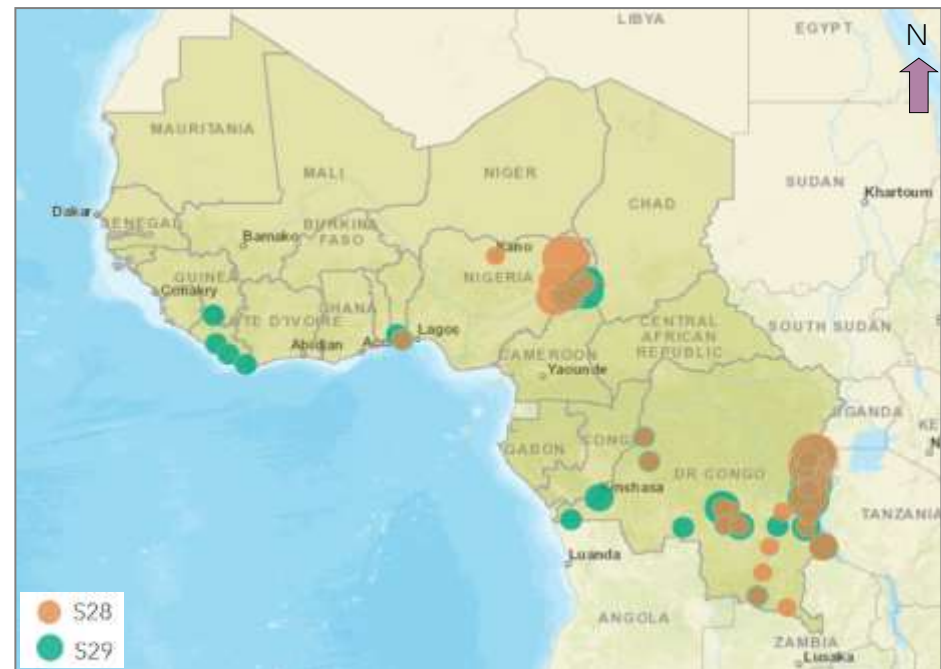 LIBYA
EGYPT
N
MAURITANIA
MALI
NIGER
SUDAN
Khartoum
CHAD
Dakar
SENEGAL
Bamako
BURKINA
FASO
Kano
NIGERIA
GUINEA
Conakry
GHANA
Lagos
CENTRAL
AFRICAN
REPUBLIC
SOUTH SUDAN
Abidjan
CAMEROON
Yaounde
UGANDA
GABON
CONG
DR CONGO
TANZANIA
Luanda
S28
S29
ANGOLA
ZAMBIA
Lusaka